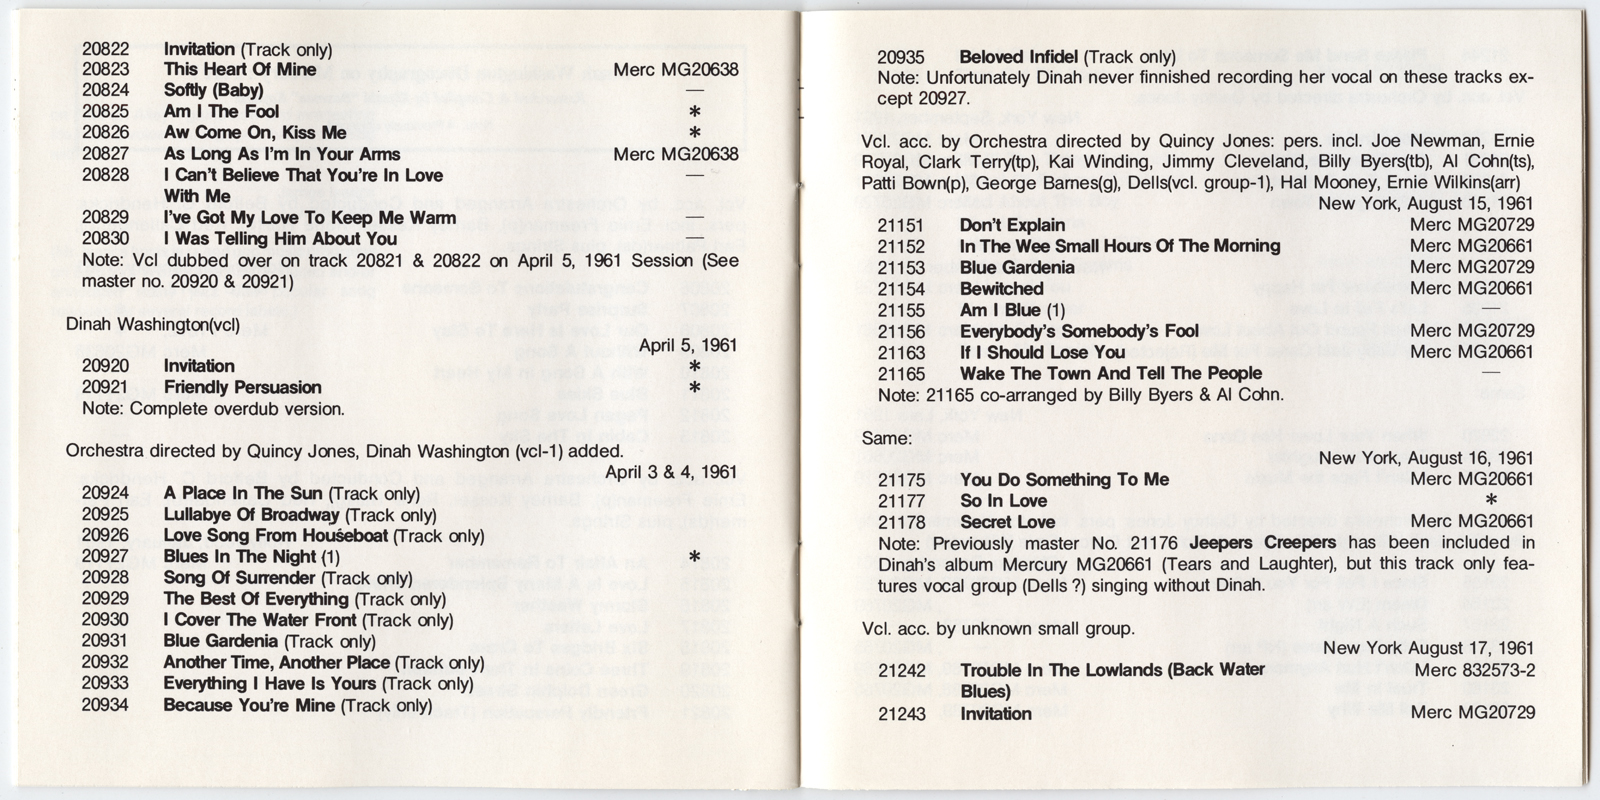 20822 Invitation (Track only)
20823 This Heart Of Mine Merc MG20638
20824 Softly (Baby) —
20825 Am I The Fool *
20826 Aw Come On, Kiss Me *
20827 As Long As I'm In Your Arms Merc MG20638
20828 I Can't Believe That You're In Love —
With Me
20829 I've Got My Love To Keep Me Warm —
20830 I Was Telling Him About You —
Note: Vcl dubbed over on track 20821 & 20822 on April 5, 1961 Session (See
master no. 20920 & 20921)
Dinah Washington(vcl)
April 5, 1961
20920 Invitation *
20921 Friendly Persuasion *
Note: Complete overdub version.
Orchestra directed by Quincy Jones, Dinah Washington (vcl-1) added.
April 3 & 4, 1961
20924 A Place In The Sun (Track only)
20925 Lullabye Of Broadway (Track only)
20926 Love Song From Houseboat (Track only)
20927 Blues In The Night (1) *
20928 Song Of Surrender (Track only)
20929 The Best Of Everything (Track only)
20930 I Cover The Water Front (Track only)
20931 Blue Gardenia (Track only)
20932 Another Time, Another Place (Track only)
20933 Everything I Have Is Yours (Track only)
20934 Because You're Mine (Track only)
20935 Beloved Infidel (Track only)
Note: Unfortunately Dinah never finnished recording her vocal on these tracks ex-
cept 20927.
Vcl. acc. by Orchestra directed by Quincy Jones: pers. incl. Joe Newman, Ernie
Royal, Clark Terry(tp), Kai Winding, Jimmy Cleveland, Billy Byers(tb), Al Cohn(ts),
Patti Bown(p), George Barnes(g), Dells(vcl. group-1), Hal Mooney, Ernie Wilkins(arr)
New York, August 15, 1961
21151 Don't Explain Merc MG20729
21152 In The Wee Small Hours Of The Morning Merc MG20661
21153 Blue Gardenia Merc MG20729
21154 Bewitched Merc MG20661
21155 Am I Blue (1) —
21156 Everybody's Somebody's Fool Merc MG20729
21163 If I Should Lose You Merc MG20661
21165 Wake The Town And Tell The People —
Note: 21165 co-arranged by Billy Byers & Al Cohn.
Same:
New York, August 16, 1961
21175 You Do Something To Me Merc MG20661
21177 So In Love *
21178 Secret Love Merc MG20661
Note: Previously master No. 21176 Jeepers Creepers has been included in
Dinah's album Mercury MG20661 (Tears and Laughter), but this track only fea-
tures vocal group (Dells ?) singing without Dinah.
Vcl. acc. by unknown small group.
New York August 17, 1961
21242 Trouble In The Lowlands (Back Water Merc 832573-2
Blues)
21243 Invitation Merc MG20729